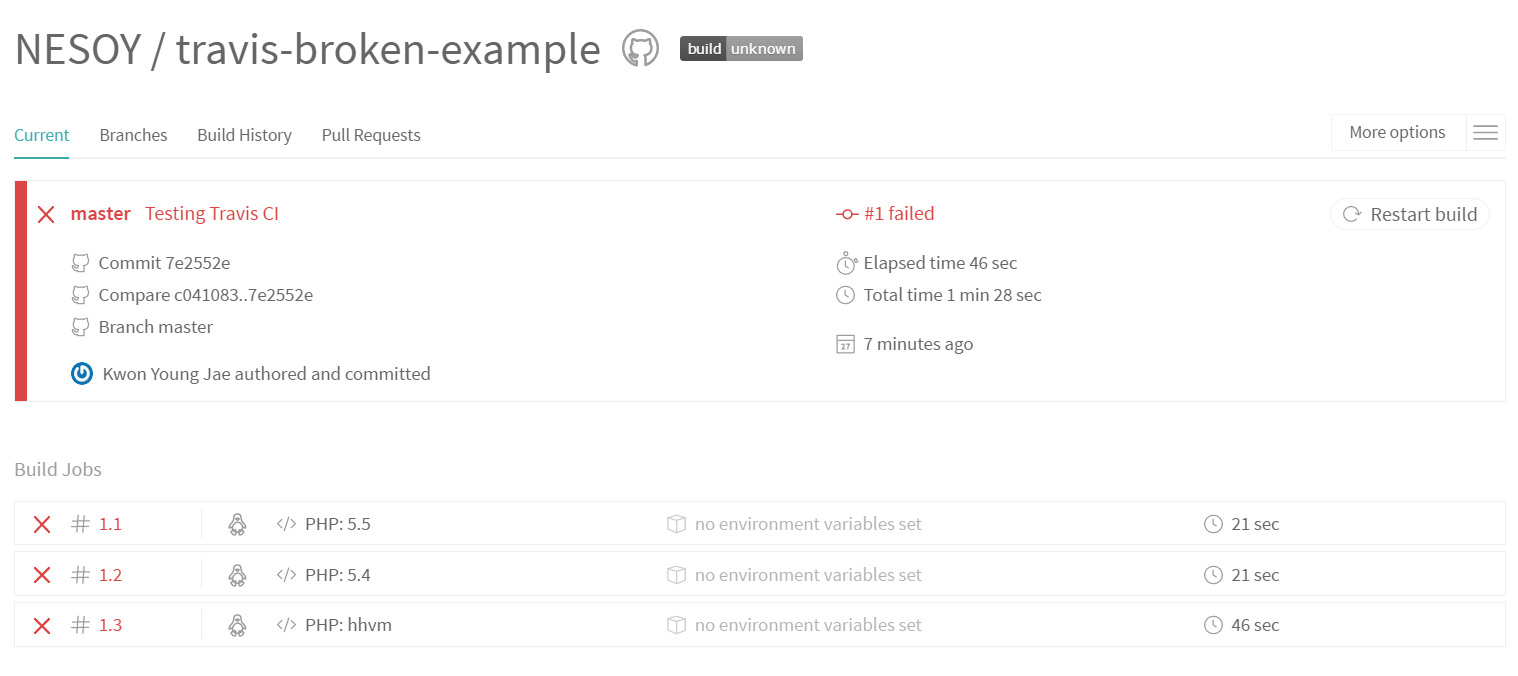 NESOY / travis-broken-example build unknown
Current Branches Build History Pull Requests More options
master Testing Travis CI #1 failed Restart build
Commit 7e2552e Elapsed time 46 sec
Compare c041083..7e2552e Total time 1 min 28 sec
Branch master
27 7 minutes ago
Kwon Young Jae authored and committed
Build Jobs
# 1.1 </> PHP: 5.5 no environment variables set 21 sec
# 1.2 </> PHP: 5.4 no environment variables set 21 sec
# 1.3 </> PHP: hhvm no environment variables set 46 sec